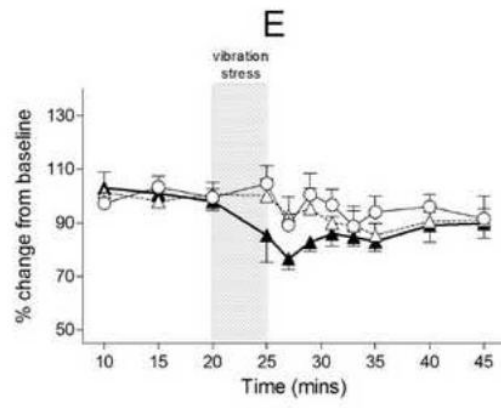 E
vibration
stress
130
110
90
70
50
% change from baseline
10 15 20 25 30 35 40 45
Time (mins)